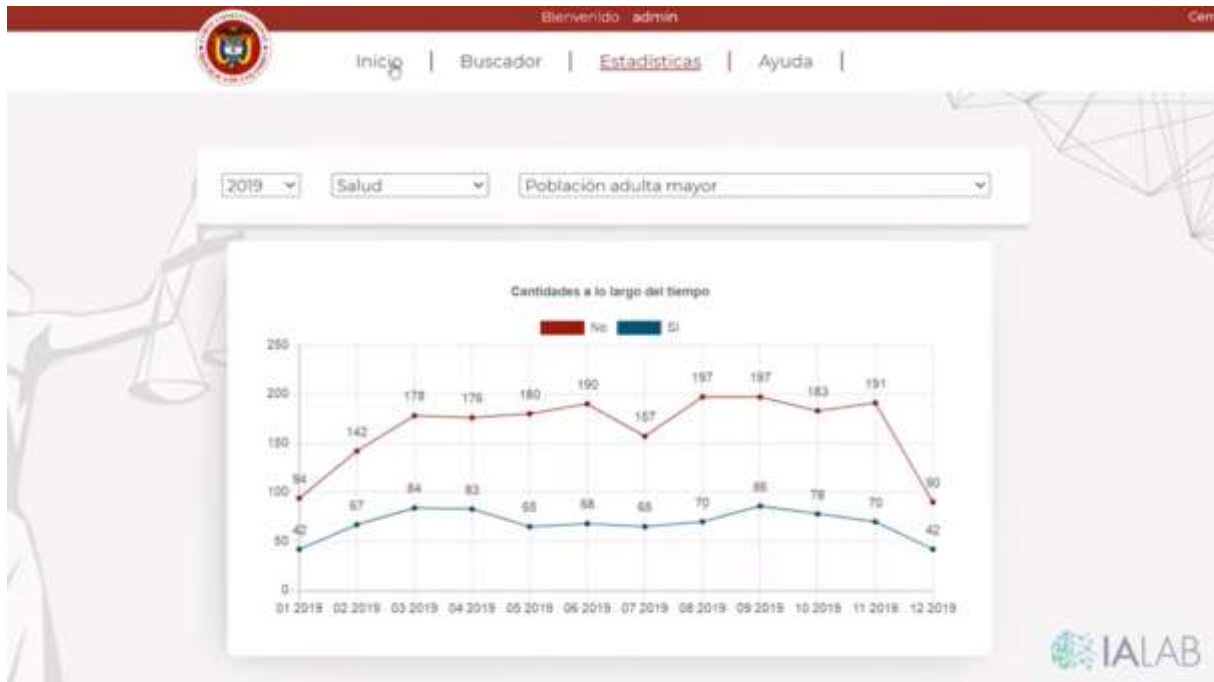 Bienvenido admin
Inicio | Buscador | Estadísticas | Ayuda |
2019 Salud Población adulta mayor
Cantidades a lo largo del tiempo
No Sí
250
200
150
100
50
0
94 142 178 176 180 190 157 197 197 183 191 90
42 67 84 83 65 68 65 70 86 78 70 42
01 2019 02 2019 03 2019 04 2019 05 2019 06 2019 07 2019 08 2019 09 2019 10 2019 11 2019 12 2019
IALAB